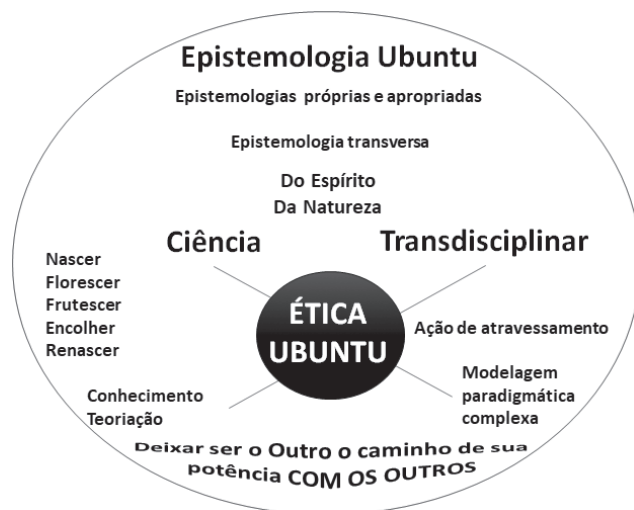 Epistemologia Ubuntu
Epistemologias próprias e apropriadas
Epistemologia transversa
Do Espírito
Da Natureza
Ciência
Transdisciplinar
Nascer
Florescer
Frutescer
Encolher
Renascer
ÉTICA
UBUNTU
Ação de atravessamento
Conhecimento
Teoriação
Modelagem
paradigmática
complexa
Deixar ser o Outro o caminho de sua
potência COM OS OUTROS